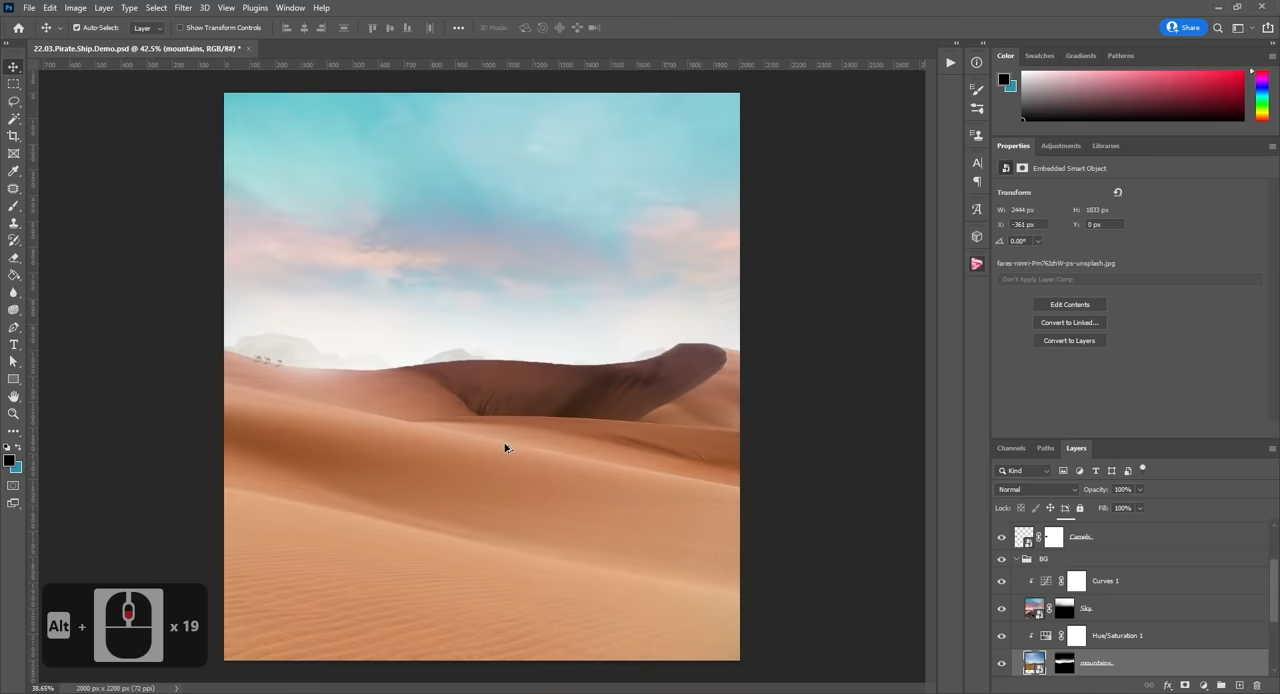 Ps File Edit Image Layer Type Select Filter 3D View Plugins Window Help
Auto-Select: Layer Show Transform Controls 3D Mode: Share
22.03.Pirate.Ship.Demo.psd @ 42.5% (mountains, RGB/8#) *
Color Swatches Gradients Patterns
Properties Adjustments Libraries
Embedded Smart Object
Transform
W: 2444 px H: 1833 px
X: -361 px Y: 0 px
0.00°
fares-nimri-Pm76JzhW-ps-unsplash.jpg
Don't Apply Layer Comp
Edit Contents
Convert to Linked...
Convert to Layers
Channels Paths Layers
Kind
Normal Opacity: 100%
Lock: Fill: 100%
Camels
BG
Curves 1
Sky
Hue/Saturation 1
mountains
Alt + x 19
38.65% 2000 px x 2200 px (72 ppi)